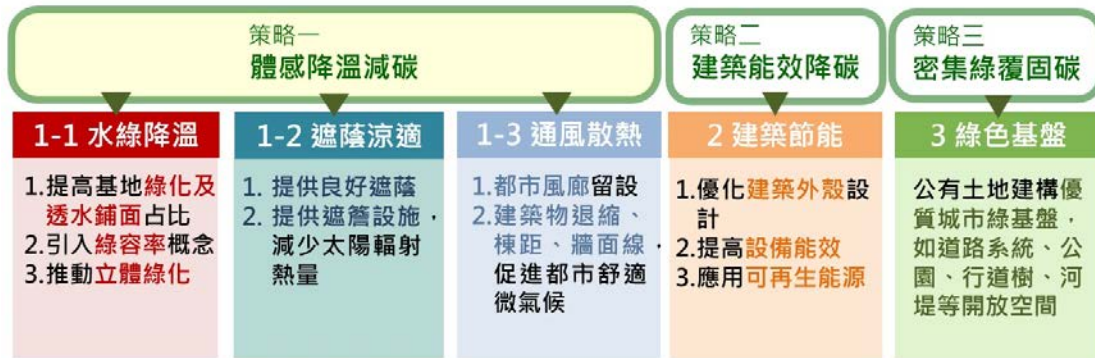 策略一
體感降溫減碳
策略二
建築能效降碳
策略三
密集綠覆固碳
1-1 水綠降溫
1.提高基地綠化及
透水鋪面占比
2.引入綠容率概念
3.推動立體綠化
1-2 遮蔭涼適
1. 提供良好遮蔭
2. 提供遮簷設施，
減少太陽輻射
熱量
1-3 通風散熱
1.都市風廊留設
2.建築物退縮、
棟距、牆面線，
促進都市舒適
微氣候
2 建築節能
1.優化建築外殼設
計
2.提高設備能效
3.應用可再生能源
3 綠色基盤
公有土地建構優
質城市綠基盤，
如道路系統、公
園、行道樹、河
堤等開放空間